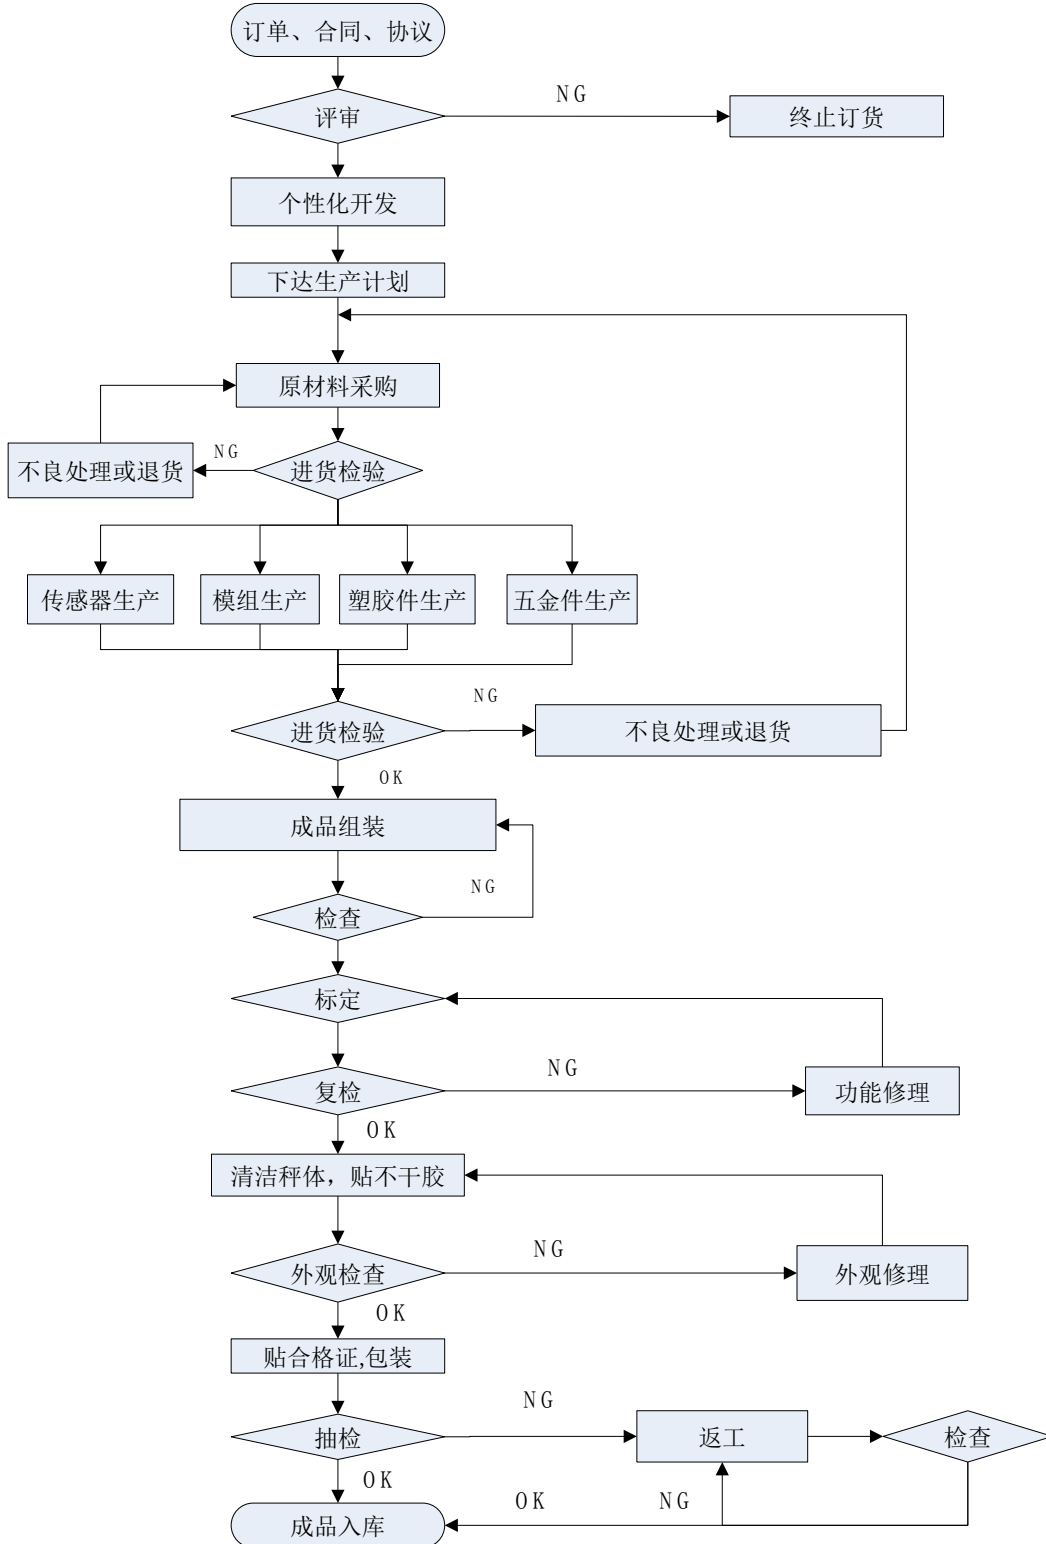 订单、合同、协议
NG
评审
终止订货
个性化开发
下达生产计划
原材料采购
NG
不良处理或退货
进货检验
传感器生产
模组生产
塑胶件生产
五金件生产
NG
进货检验
不良处理或退货
OK
成品组装
NG
检查
标定
NG
复检
功能修理
OK
清洁秤体，贴不干胶
NG
外观检查
外观修理
OK
贴合格证,包装
NG
抽检
返工
检查
OK
OK
NG
成品入库